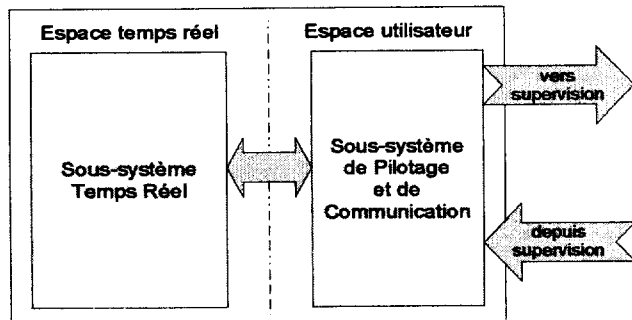 Espace temps réel
Espace utilisateur
Sous-système
Temps Réel
Sous-système
de Pilotage
et de
Communication
vers
supervision
depuis
supervision